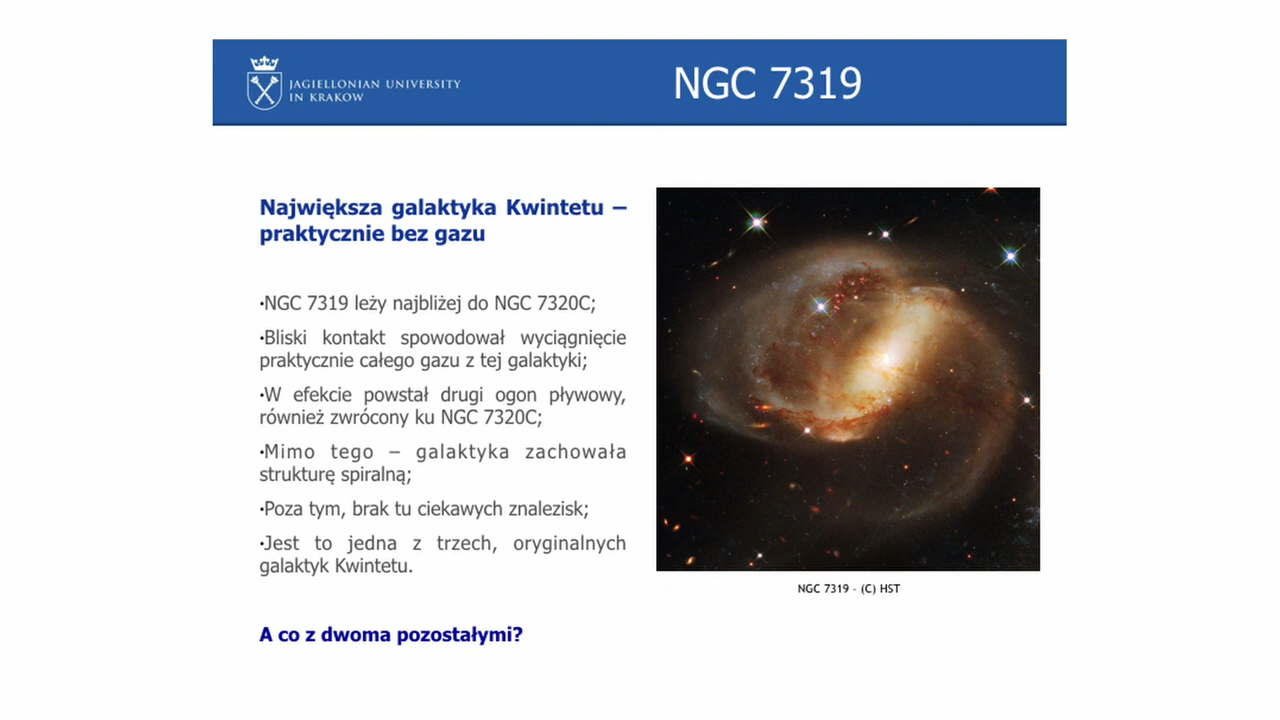 JAGIELLONIAN UNIVERSITY
IN KRAKOW
NGC 7319
Największa galaktyka Kwintetu –
praktycznie bez gazu
•NGC 7319 leży najbliżej do NGC 7320C;
•Bliski kontakt spowodował wyciągnięcie
praktycznie całego gazu z tej galaktyki;
•W efekcie powstał drugi ogon pływowy,
również zwrócony ku NGC 7320C;
•Mimo tego – galaktyka zachowała
strukturę spiralną;
•Poza tym, brak tu ciekawych znalezisk;
•Jest to jedna z trzech, oryginalnych
galaktyk Kwintetu.
NGC 7319 - (C) HST
A co z dwoma pozostałymi?